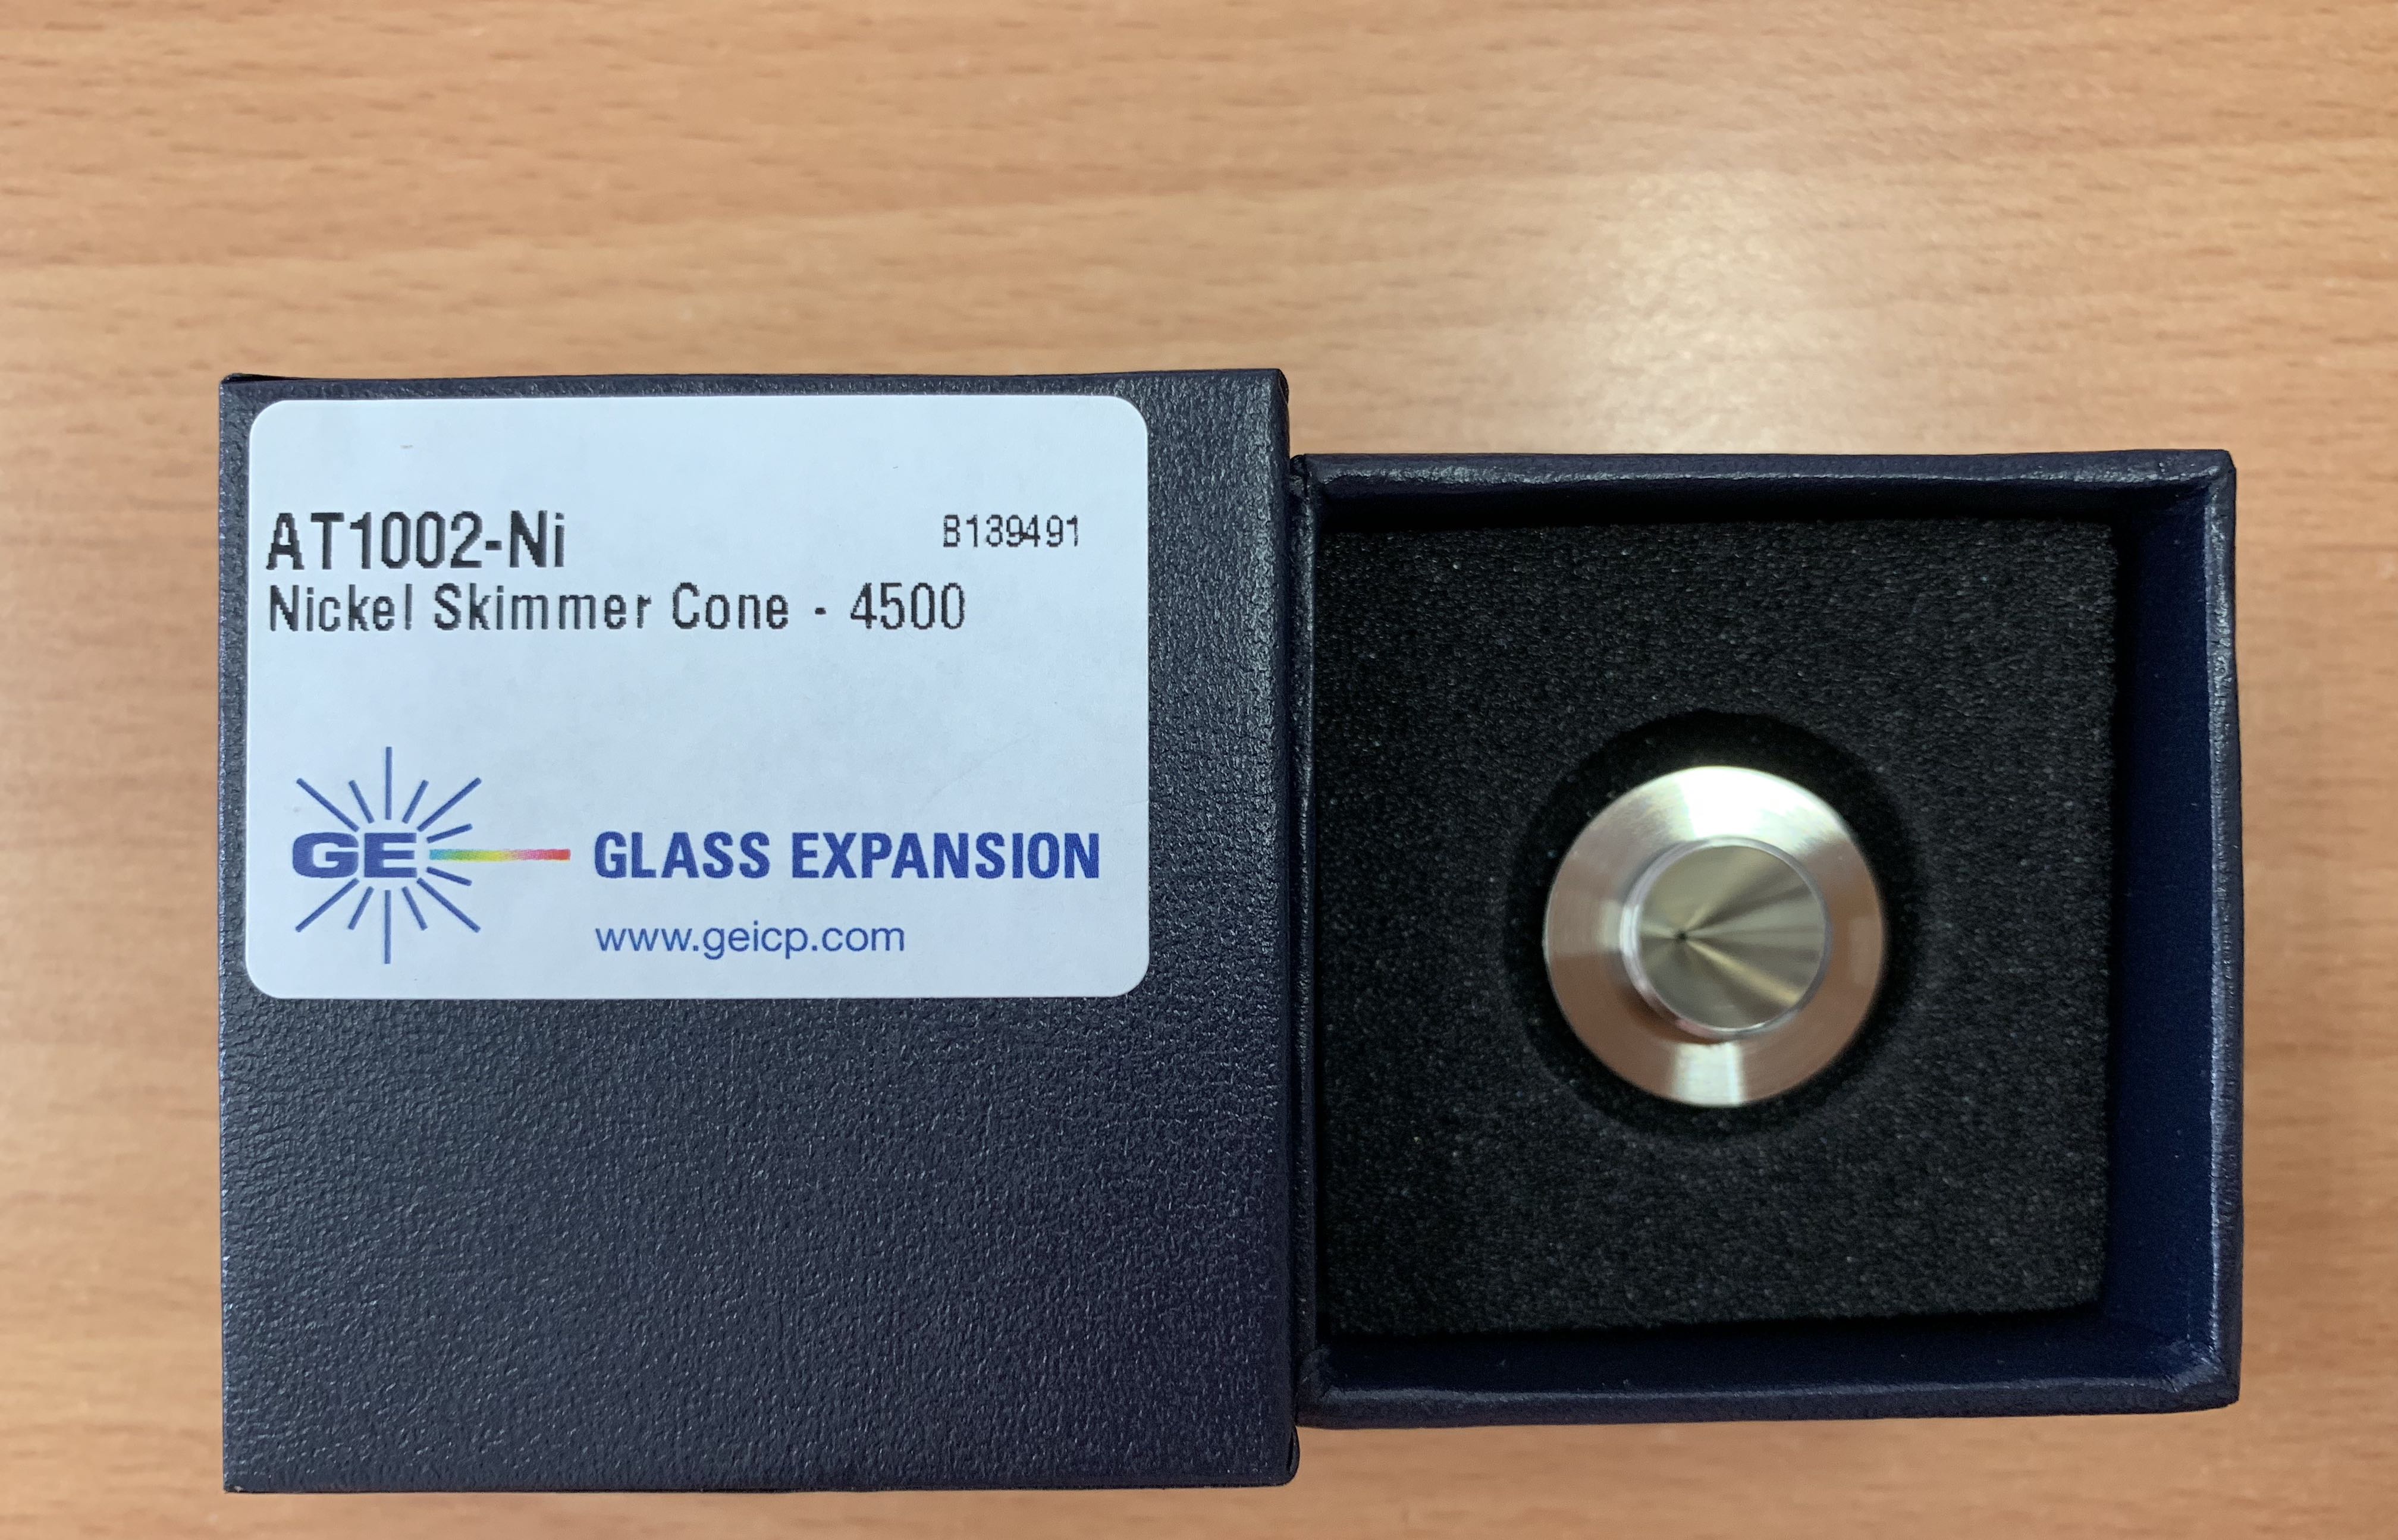 AT1002-Ni B139491
Nickel Skimmer Cone - 4500
GE GLASS EXPANSION
www.geicp.com